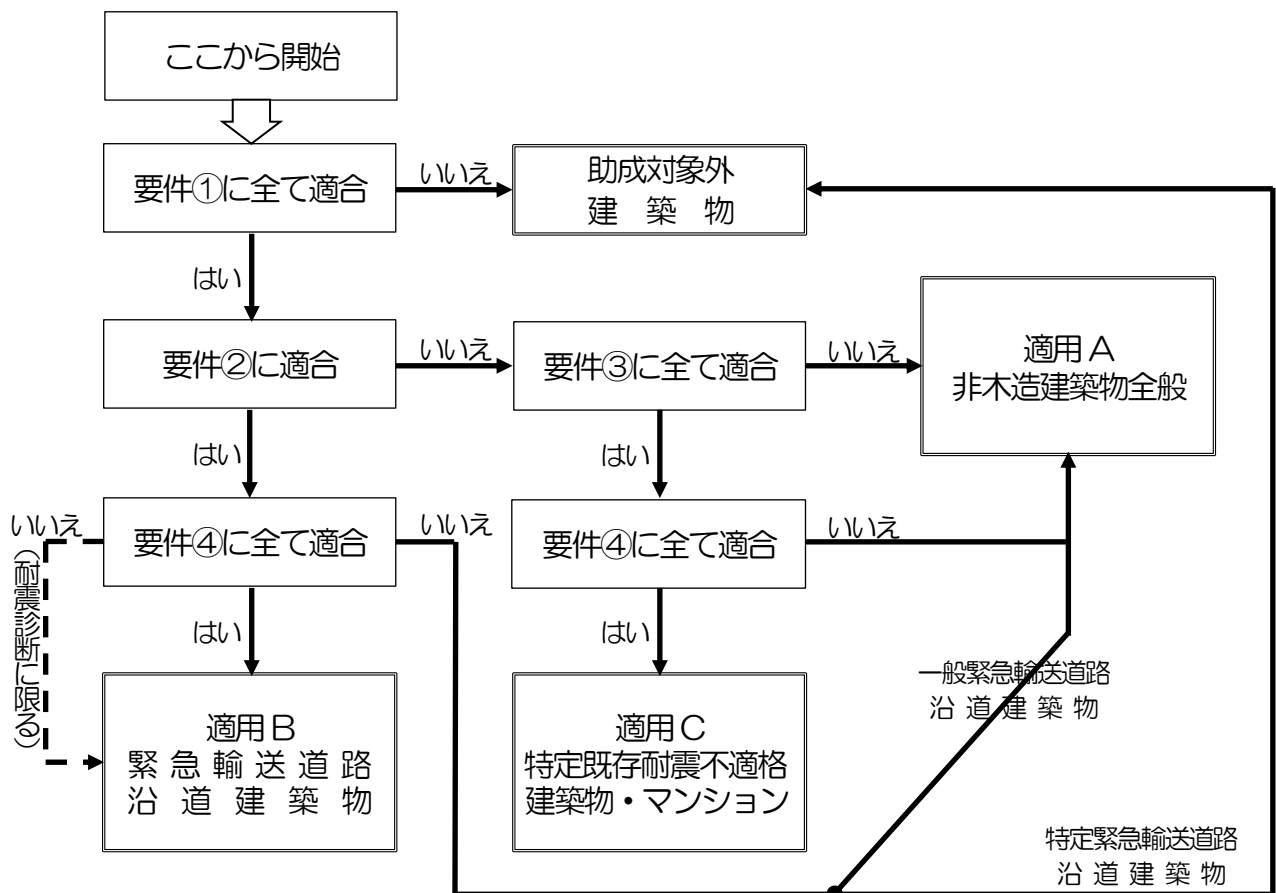 ここから開始
要件①に全て適合
いいえ
助成対象外
建築物
はい
要件②に適合
いいえ
要件③に全て適合
いいえ
適用A
非木造建築物全般
はい
はい
いいえ
(耐震診断に限る)
要件④に全て適合
いいえ
要件④に全て適合
いいえ
はい
はい
一般緊急輸送道路
沿道建築物
適用B
緊急輸送道路
沿道建築物
適用C
特定既存耐震不適格
建築物・マンション
特定緊急輸送道路
沿道建築物